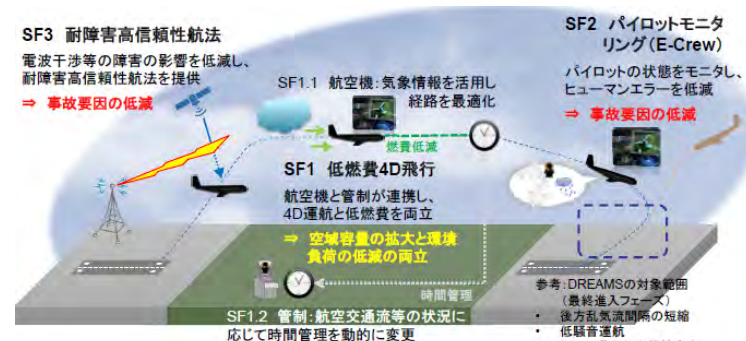 SF3 耐障害高信頼性航法
電波干渉等の障害の影響を低減し、
耐障害高信頼性航法を提供
⇒ 事故要因の低減
SF1.1 航空機:気象情報を活用し
経路を最適化
燃費低減
SF2 パイロットモニタ
リング(E-Crew)
パイロットの状態をモニタし、
ヒューマンエラーを低減
⇒ 事故要因の低減
SF1 低燃費4D飛行
航空機と管制が連携し、
4D運航と低燃費を両立
⇒ 空域容量の拡大と環境
負荷の低減の両立
時間管理
SF1.2 管制:航空交通流等の状況に
応じて時間管理を動的に変更
参考:DREAMSの対象範囲
(最終進入フェーズ)
• 後方乱気流間隔の短縮
• 低騒音運航